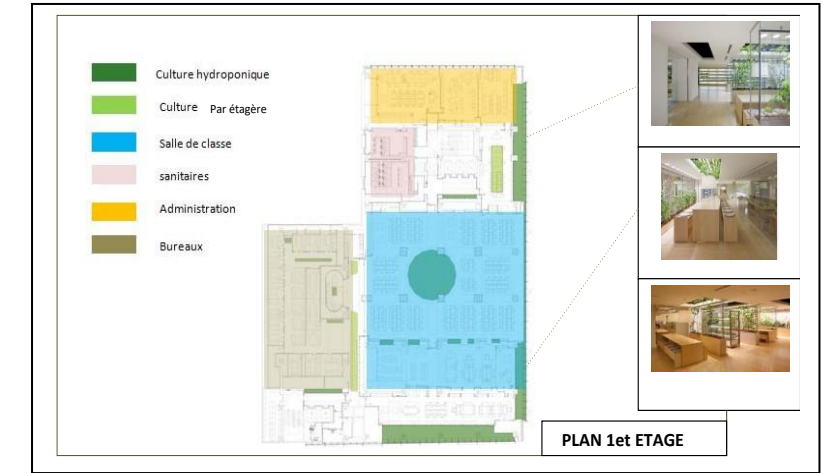 Culture hydroponique
Culture Par étagère
Salle de classe
sanitaires
Administration
Bureaux
PLAN 1et ETAGE